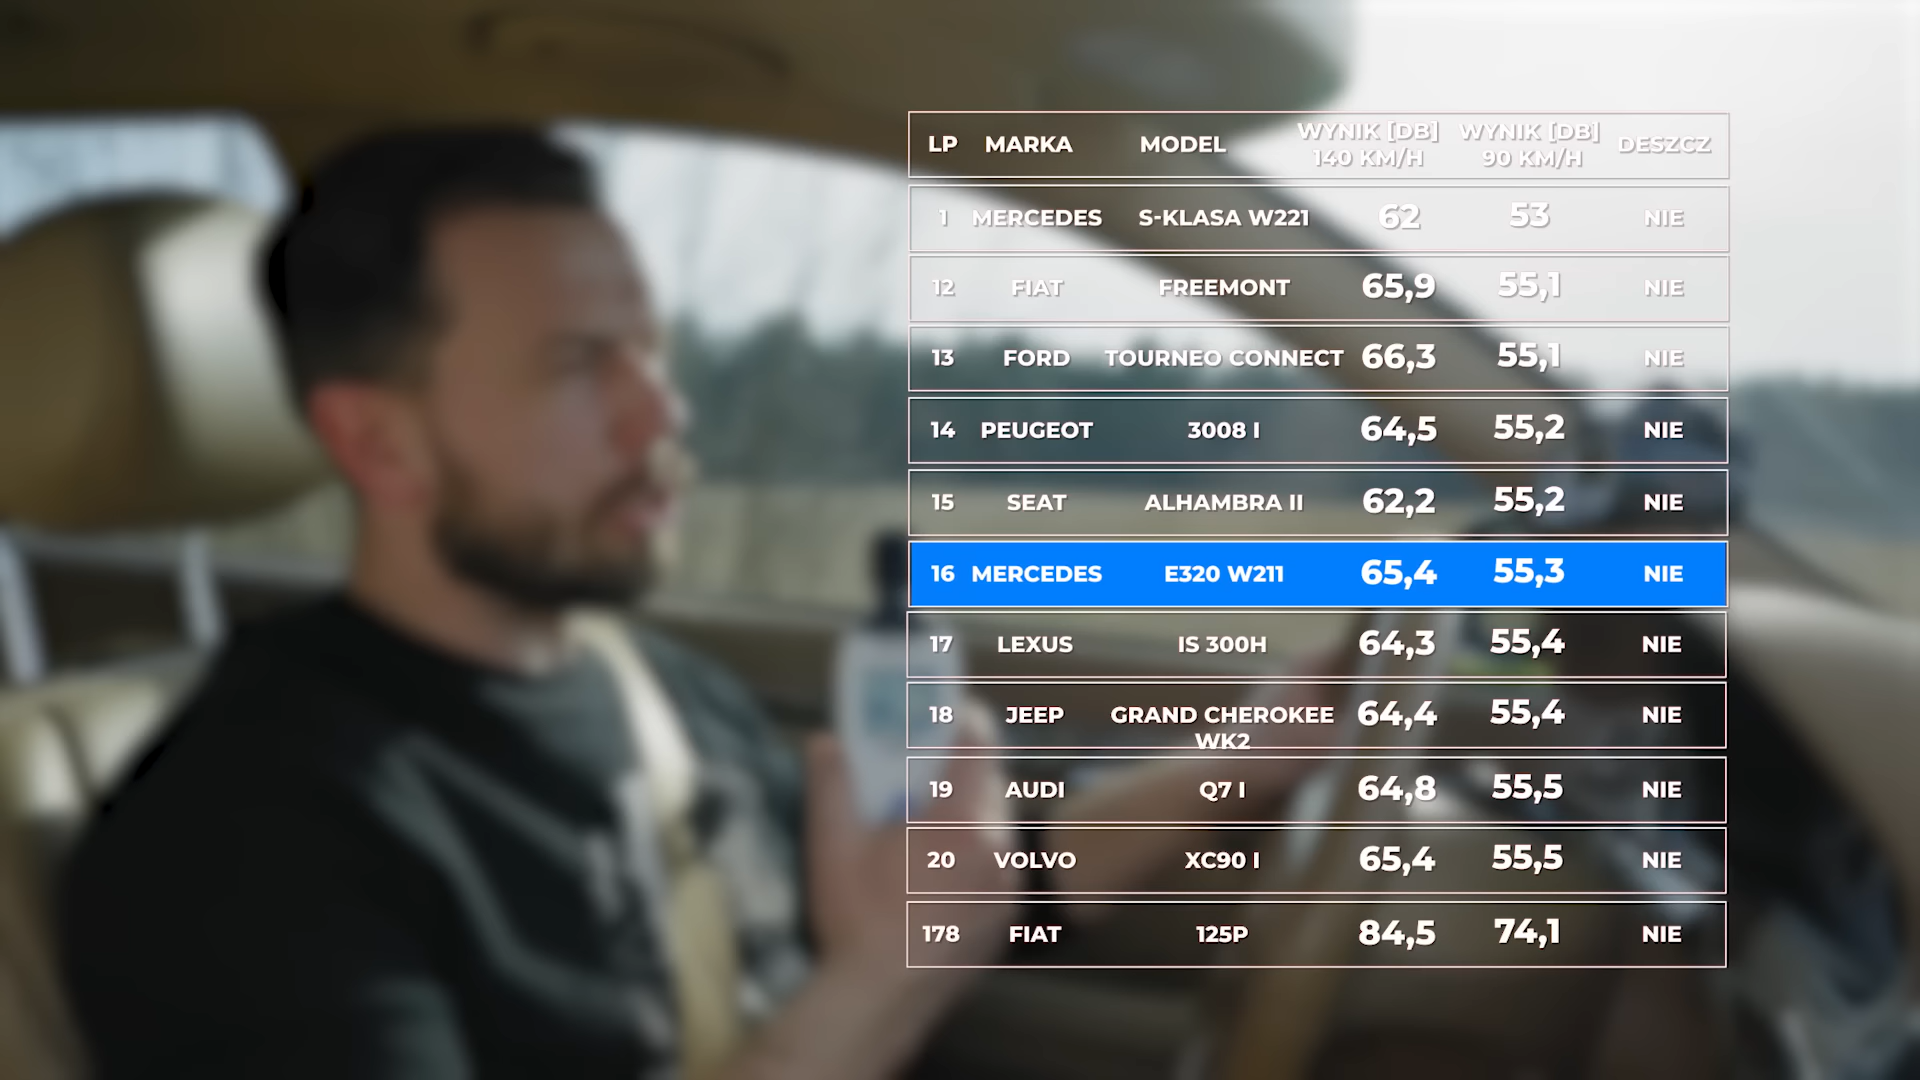 LP MARKA MODEL WYNIK [DB] 140 KM/H WYNIK [DB] 90 KM/H DESZCZ
1 MERCEDES S-KLASA W221 62 53 NIE
12 FIAT FREEMONT 65,9 55,1 NIE
13 FORD TOURNEO CONNECT 66,3 55,1 NIE
14 PEUGEOT 3008 I 64,5 55,2 NIE
15 SEAT ALHAMBRA II 62,2 55,2 NIE
16 MERCEDES E320 W211 65,4 55,3 NIE
17 LEXUS IS 300H 64,3 55,4 NIE
18 JEEP GRAND CHEROKEE WK2 64,4 55,4 NIE
19 AUDI Q7 I 64,8 55,5 NIE
20 VOLVO XC90 I 65,4 55,5 NIE
178 FIAT 125P 84,5 74,1 NIE